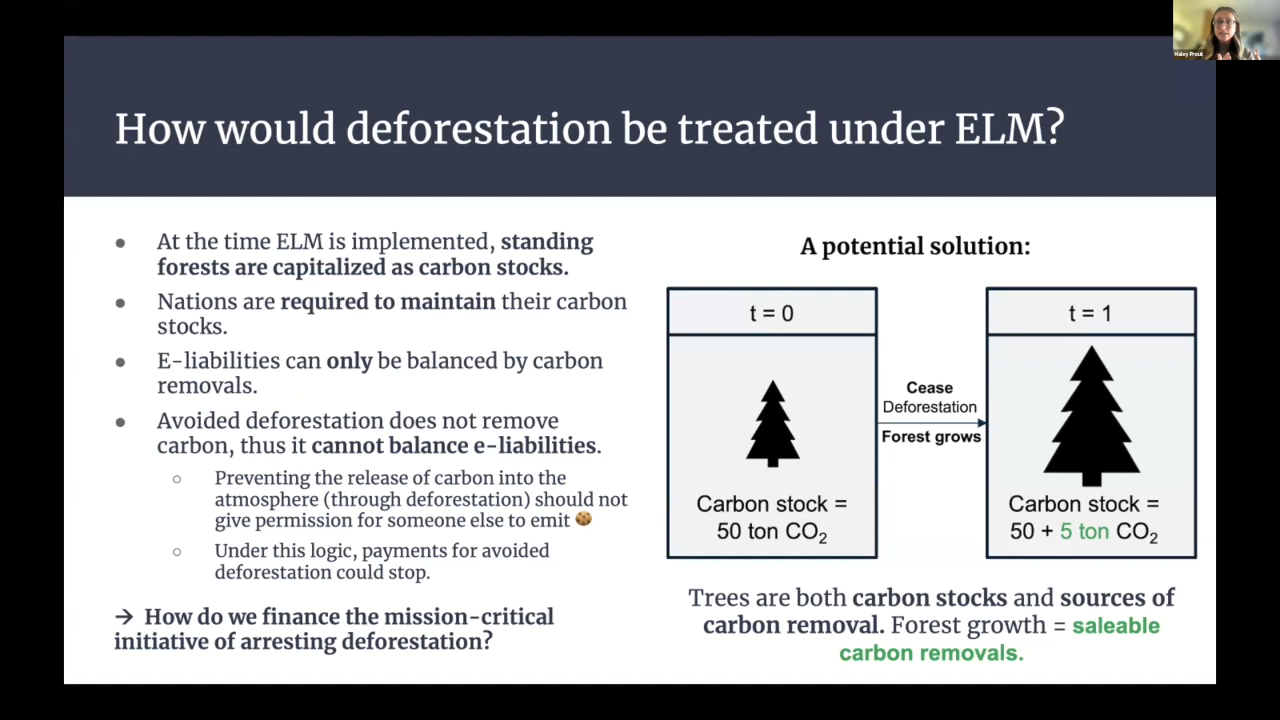 Haley Prout
How would deforestation be treated under ELM?
● At the time ELM is implemented, standing
forests are capitalized as carbon stocks.
● Nations are required to maintain their carbon
stocks.
● E-liabilities can only be balanced by carbon
removals.
● Avoided deforestation does not remove
carbon, thus it cannot balance e-liabilities.
○ Preventing the release of carbon into the
atmosphere (through deforestation) should not
give permission for someone else to emit 🍪
○ Under this logic, payments for avoided
deforestation could stop.
→ How do we finance the mission-critical
initiative of arresting deforestation?
A potential solution:
t = 0
Carbon stock =
50 ton CO₂
Cease
Deforestation
Forest grows
t = 1
Carbon stock =
50 + 5 ton CO₂
Trees are both carbon stocks and sources of
carbon removal. Forest growth = saleable
carbon removals.